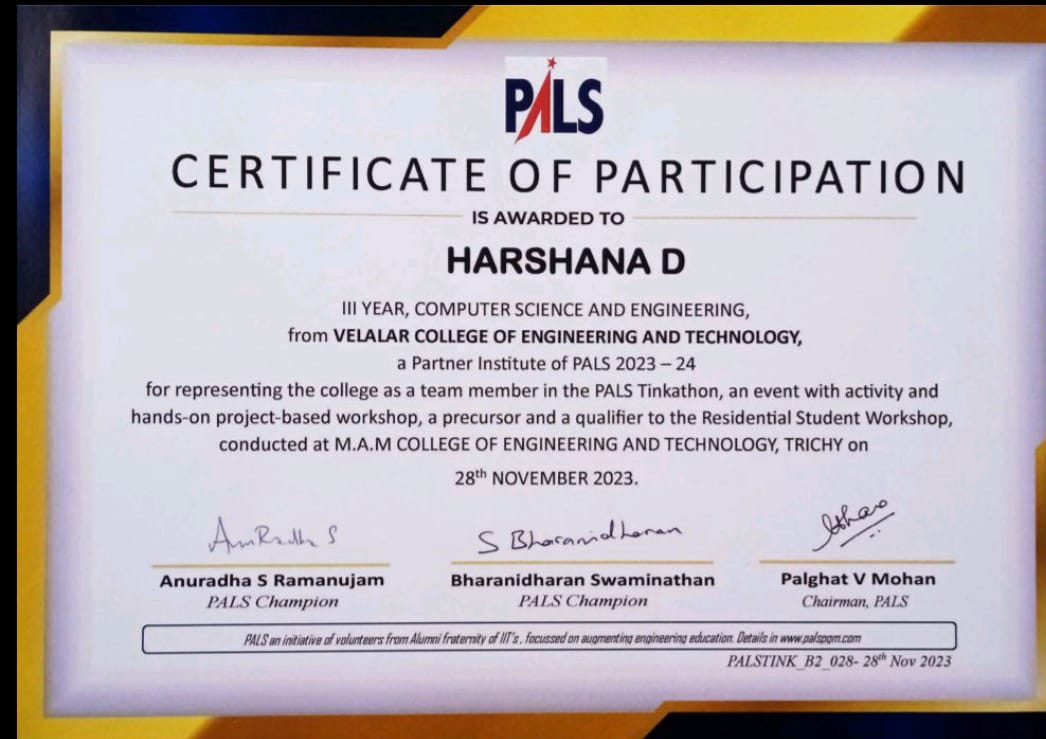 PALS
CERTIFICATE OF PARTICIPATION
IS AWARDED TO
HARSHANA D
III YEAR, COMPUTER SCIENCE AND ENGINEERING,
from VELALAR COLLEGE OF ENGINEERING AND TECHNOLOGY,
a Partner Institute of PALS 2023 – 24
for representing the college as a team member in the PALS Tinkathon, an event with activity and
hands-on project-based workshop, a precursor and a qualifier to the Residential Student Workshop,
conducted at M.A.M COLLEGE OF ENGINEERING AND TECHNOLOGY, TRICHY on
28th NOVEMBER 2023.
AnuRadha S S Bharanidharan
Anuradha S Ramanujam Bharanidharan Swaminathan Palghat V Mohan
PALS Champion PALS Champion Chairman, PALS
PALS an initiative of volunteers from Alumni fraternity of IIT's, focussed on augmenting engineering education. Details in www.palspgm.com
PALSTINK_B2_028- 28th Nov 2023